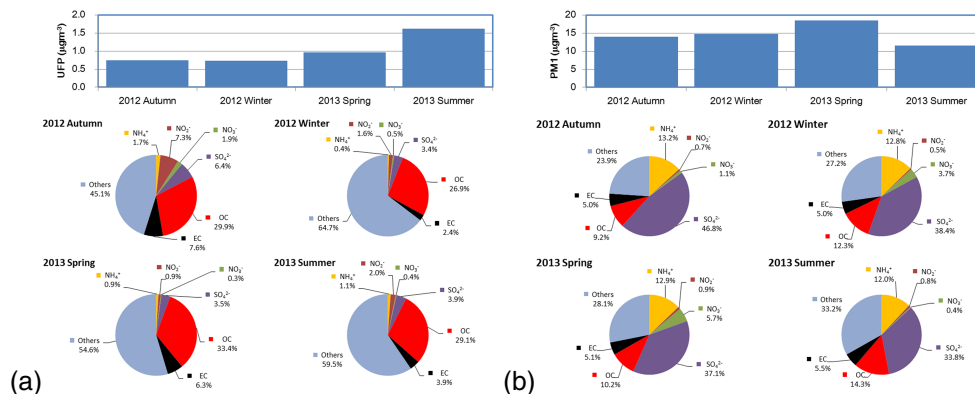 UFP (µgm-³)
2.0
1.5
1.0
0.5
0.0
2012 Autumn
2012 Winter
2013 Spring
2013 Summer
2012 Autumn
NH₄⁺
1.7%
NO₂⁻
7.3%
NO₃⁻
1.9%
SO₄²⁻
6.4%
OC
29.9%
EC
7.6%
Others
45.1%
2012 Winter
NH₄⁺
0.4%
NO₂⁻
1.6%
NO₃⁻
0.5%
SO₄²⁻
3.4%
OC
26.9%
EC
2.4%
Others
64.7%
2013 Spring
NH₄⁺
0.9%
NO₂⁻
0.9%
NO₃⁻
0.3%
SO₄²⁻
3.5%
OC
33.4%
EC
6.3%
Others
54.6%
2013 Summer
NH₄⁺
1.1%
NO₂⁻
2.0%
NO₃⁻
0.4%
SO₄²⁻
3.9%
OC
29.1%
EC
3.9%
Others
59.5%
(a)
PM1 (µgm-³)
20
15
10
5
0
2012 Autumn
2012 Winter
2013 Spring
2013 Summer
2012 Autumn
NH₄⁺
13.2%
NO₂⁻
0.7%
NO₃⁻
1.1%
SO₄²⁻
46.8%
OC
9.2%
EC
5.0%
Others
23.9%
2012 Winter
NH₄⁺
12.8%
NO₂⁻
0.5%
NO₃⁻
3.7%
SO₄²⁻
38.4%
OC
12.3%
EC
5.0%
Others
27.2%
2013 Spring
NH₄⁺
12.9%
NO₂⁻
0.9%
NO₃⁻
5.7%
SO₄²⁻
37.1%
OC
10.2%
EC
5.1%
Others
28.1%
2013 Summer
NH₄⁺
12.0%
NO₂⁻
0.8%
NO₃⁻
0.4%
SO₄²⁻
33.8%
OC
14.3%
EC
5.5%
Others
33.2%
(b)